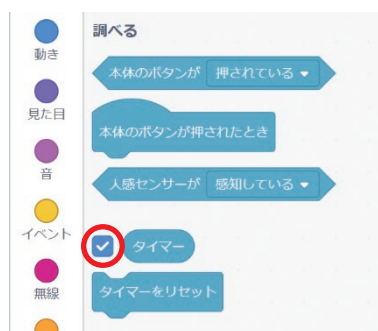 調べる
動き
本体のボタンが 押されている
見た目
本体のボタンが押されたとき
音
人感センサーが 感知している
イベント
タイマー
無線
タイマーをリセット